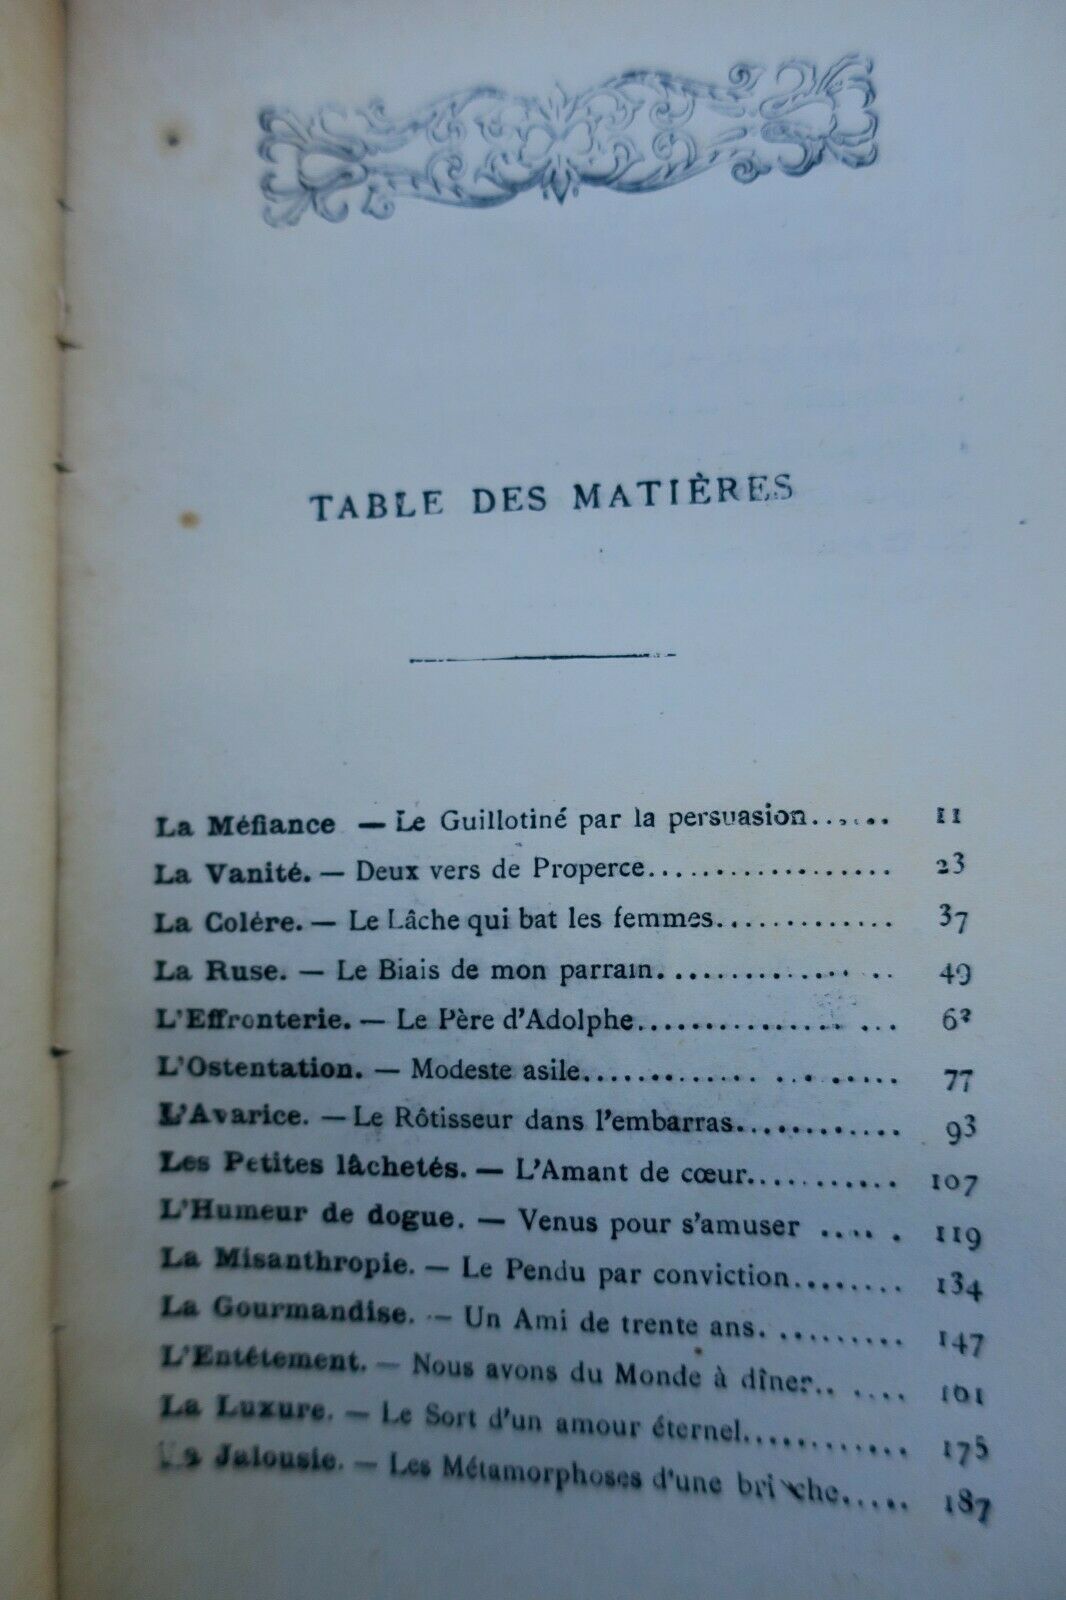 TABLE DES MATIÈRES
La Méfiance — Le Guillotiné par la persuasion....... 11
La Vanité. — Deux vers de Properce.................. 23
La Colère. — Le Lâche qui bat les femmes............. 37
La Ruse. — Le Biais de mon parrain............... .. 49
L'Effronterie. — Le Père d'Adolphe................ ... 62
L'Ostentation. — Modeste asile............. .. ....... 77
L'Avarice. — Le Rôtisseur dans l'embarras............ 93
Les Petites lâchetés. — L'Amant de cœur........... 107
L'Humeur de dogue. — Venus pour s'amuser ..... . 119
La Misanthropie. — Le Pendu par conviction........ 134
La Gourmandise. — Un Ami de trente ans. ......... 147
L'Entêtement. — Nous avons du Monde à dîner.. .... 161
La Luxure. — Le Sort d'un amour éternel............ 175
La Jalousie. — Les Métamorphoses d'une brioche..... 187